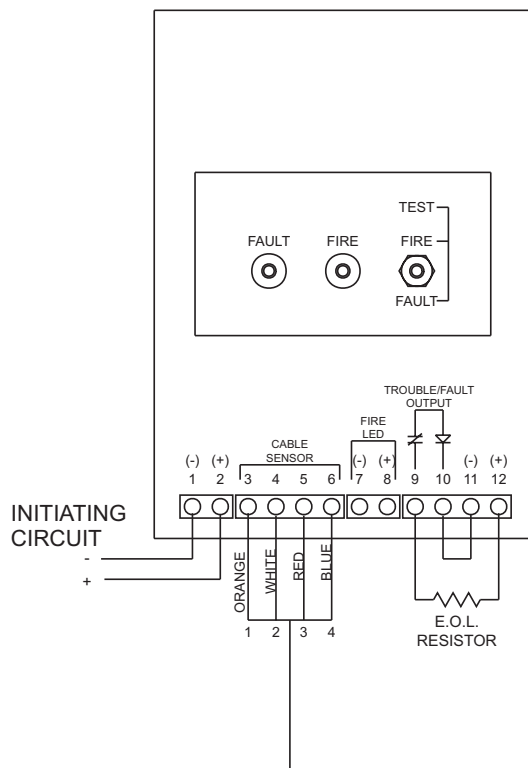 TEST
FAULT FIRE FIRE
FAULT
TROUBLE/FAULT
OUTPUT
FIRE
LED
CABLE
SENSOR
(-) (+) (-) (+) (-) (+)
1 2 3 4 5 6 7 8 9 10 11 12
INITIATING
CIRCUIT
-
+
ORANGE
WHITE
RED
BLUE
1 2 3 4
E.O.L.
RESISTOR